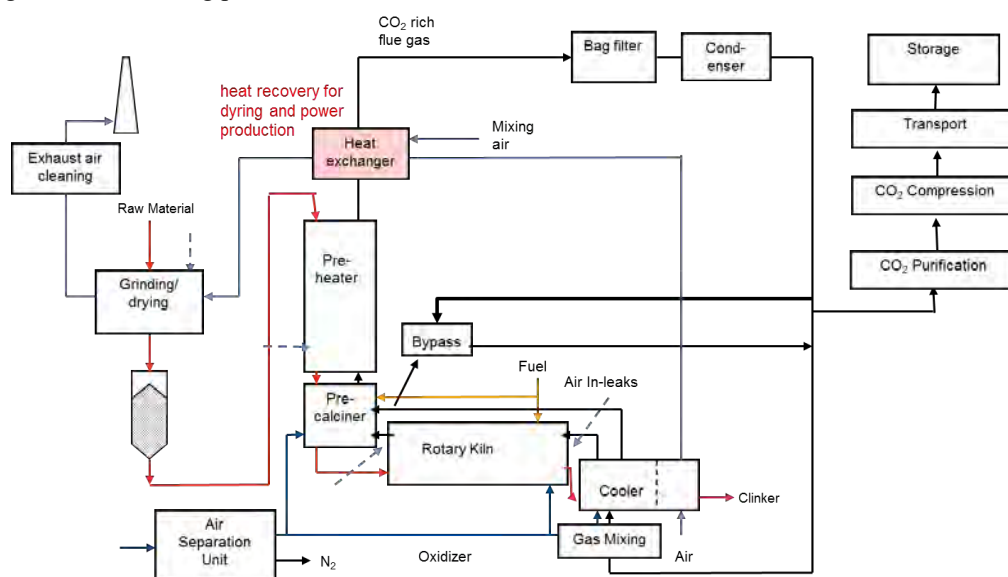 CO2 rich
flue gas
Bag filter
Cond-
enser
Storage
heat recovery for
dyring and power
production
Transport
Mixing
air
Heat
exchanger
Exhaust air
cleaning
CO2 Compression
Raw Material
Pre-
heater
CO2 Purification
Grinding/
drying
Bypass
Fuel
Air In-leaks
Pre-
calciner
Rotary Kiln
Cooler
Clinker
Air
Separation
Unit
N2
Oxidizer
Gas Mixing
Air